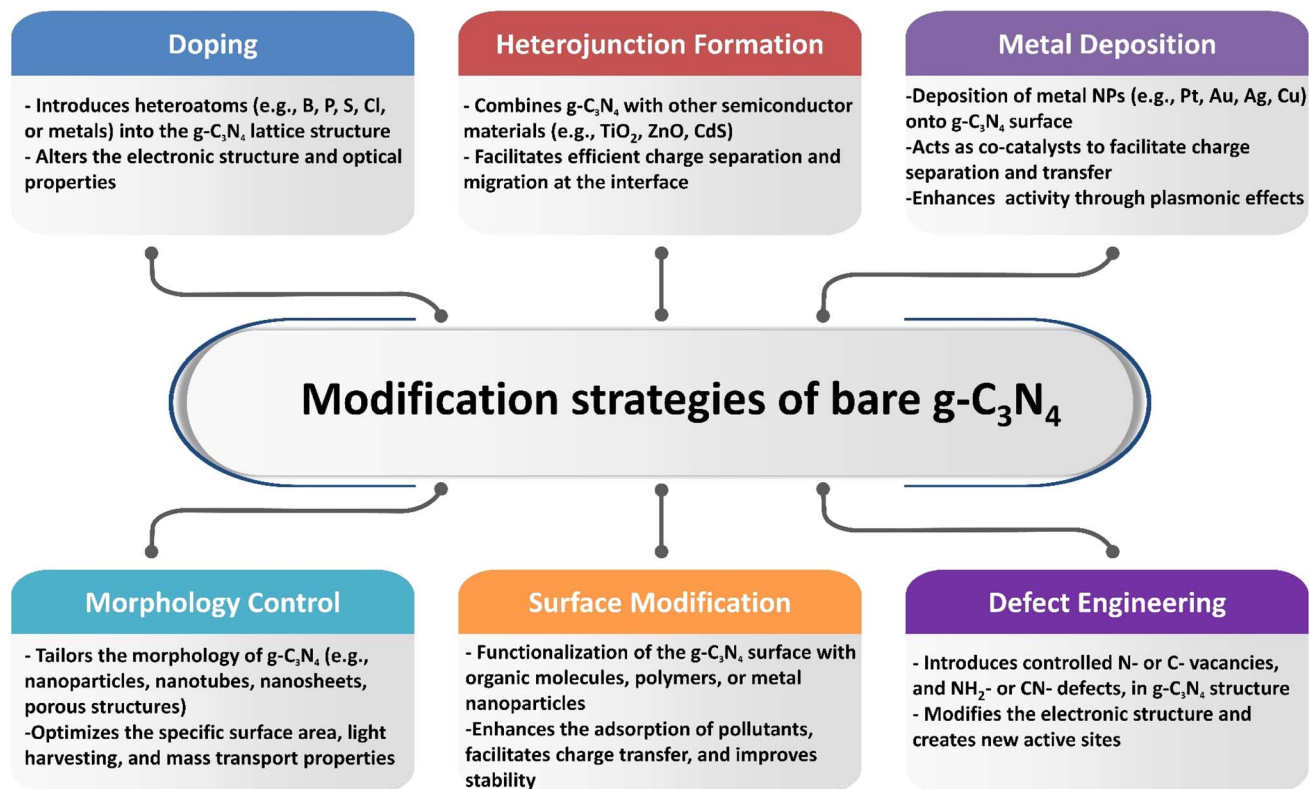 Doping
- Introduces heteroatoms (e.g., B, P, S, Cl,
or metals) into the g-C₃N₄ lattice structure
- Alters the electronic structure and optical
properties
Heterojunction Formation
- Combines g-C₃N₄ with other semiconductor
materials (e.g., TiO₂, ZnO, CdS)
- Facilitates efficient charge separation and
migration at the interface
Metal Deposition
-Deposition of metal NPs (e.g., Pt, Au, Ag, Cu)
onto g-C₃N₄ surface
-Acts as co-catalysts to facilitate charge
separation and transfer
-Enhances  activity through plasmonic effects
Modification strategies of bare g-C₃N₄
Morphology Control
- Tailors the morphology of g-C₃N₄ (e.g.,
nanoparticles, nanotubes, nanosheets,
porous structures)
-Optimizes the specific surface area, light
harvesting, and mass transport properties
Surface Modification
- Functionalization of the g-C₃N₄ surface with
organic molecules, polymers, or metal
nanoparticles
- Enhances the adsorption of pollutants,
facilitates charge transfer, and improves
stability
Defect Engineering
- Introduces controlled N- or C- vacancies,
and NH₂- or CN- defects, in g-C₃N₄ structure
- Modifies the electronic structure and
creates new active sites